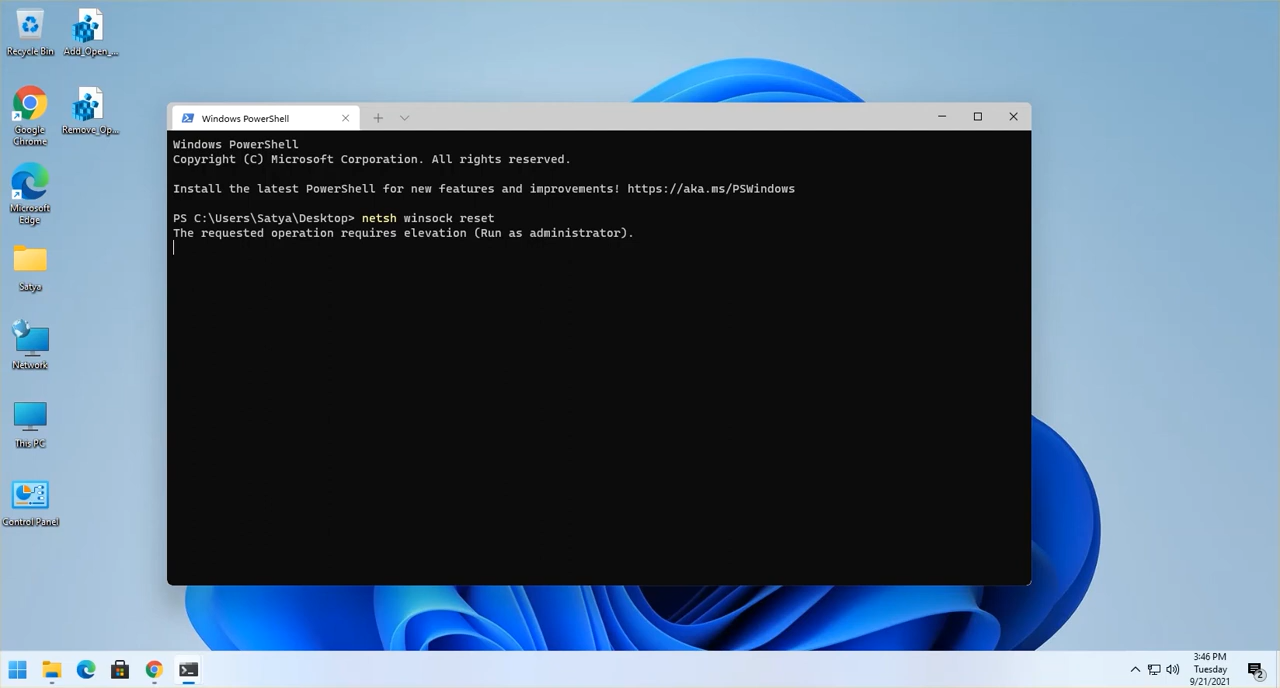 Recycle Bin
Add_Open_...
Google
Chrome
Remove_Op...
Microsoft
Edge
Satya
Network
This PC
Control Panel
Windows PowerShell
Windows PowerShell
Copyright (C) Microsoft Corporation. All rights reserved.
Install the latest PowerShell for new features and improvements! https://aka.ms/PSWindows
PS C:\Users\Satya\Desktop> netsh winsock reset
The requested operation requires elevation (Run as administrator).
3:46 PM
Tuesday
9/21/2021
2